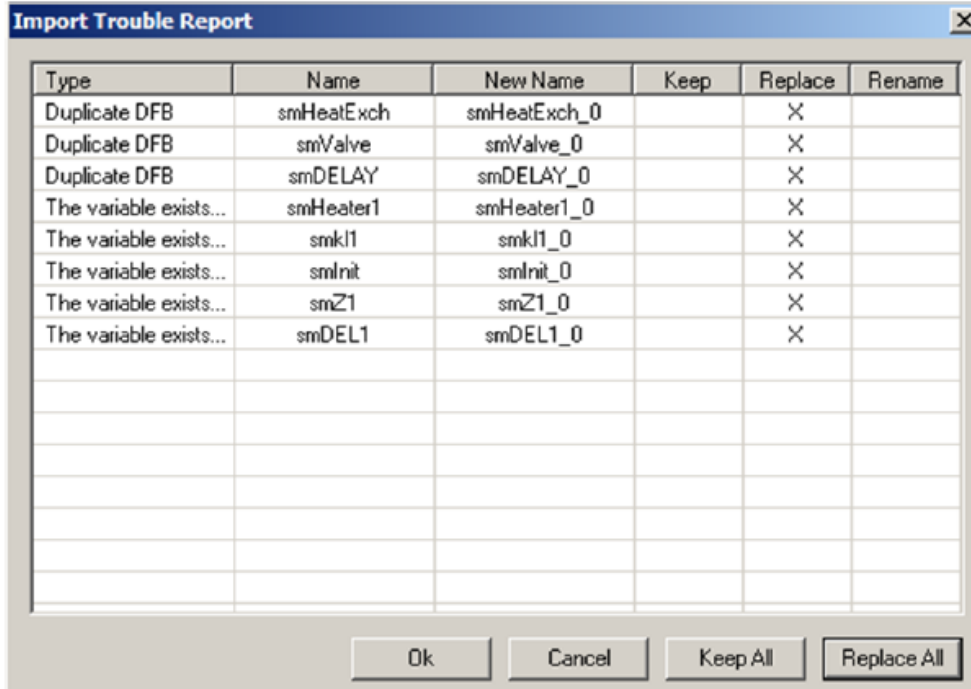 Import Trouble Report
Type Name New Name Keep Replace Rename
Duplicate DFB smHeatExch smHeatExch_0 X
Duplicate DFB smValve smValve_0 X
Duplicate DFB smDELAY smDELAY_0 X
The variable exists... smHeater1 smHeater1_0 X
The variable exists... smkl1 smkl1_0 X
The variable exists... smInit smInit_0 X
The variable exists... smZ1 smZ1_0 X
The variable exists... smDEL1 smDEL1_0 X
Ok Cancel Keep All Replace All